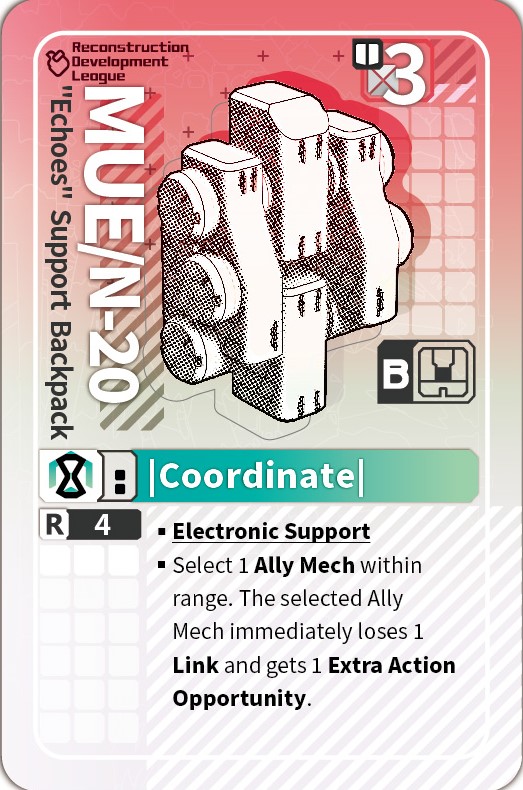 Reconstruction
Development
League
3
MUE/N-20
"Echoes" Support Backpack
B
|Coordinate|
R 4
Electronic Support
Select 1 Ally Mech within
range. The selected Ally
Mech immediately loses 1
Link and gets 1 Extra Action
Opportunity.